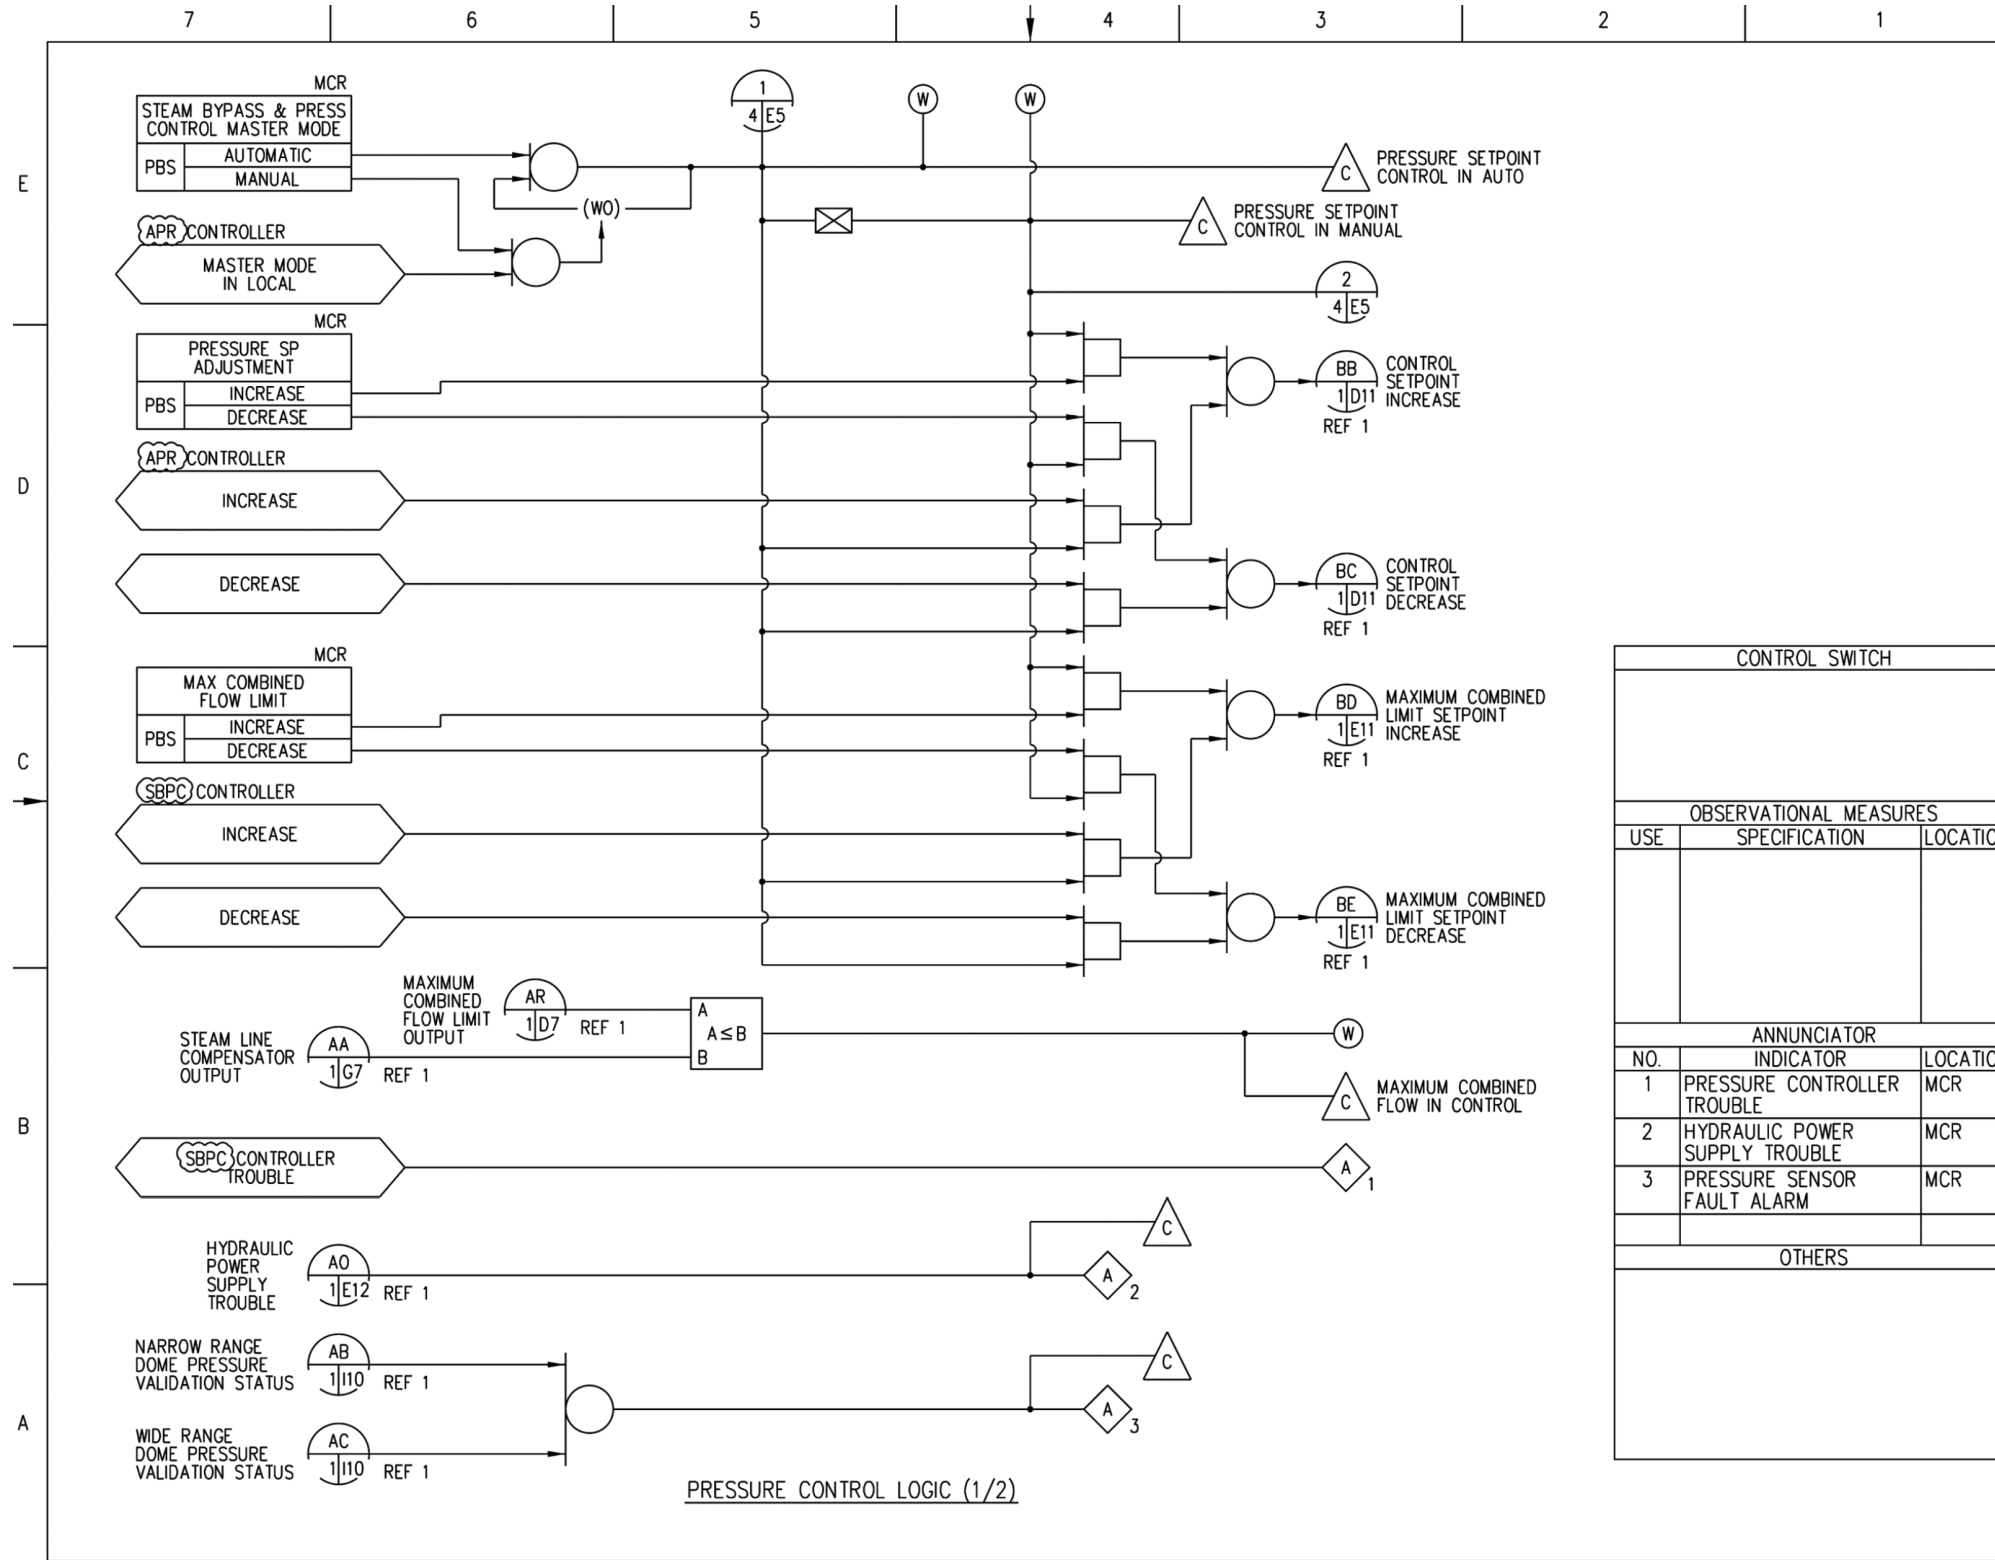 7 6 5 4 3 2 1
E
D
C
B
A
MCR
STEAM BYPASS & PRESS
CONTROL MASTER MODE
PBS
AUTOMATIC
MANUAL
(WO)
1
4 E5
W
W
C
PRESSURE SETPOINT
CONTROL IN AUTO
C
PRESSURE SETPOINT
CONTROL IN MANUAL
APR CONTROLLER
MASTER MODE
IN LOCAL
2
4 E5
MCR
PRESSURE SP
ADJUSTMENT
PBS
INCREASE
DECREASE
BB
1 D11
REF 1
CONTROL
SETPOINT
INCREASE
APR CONTROLLER
INCREASE
DECREASE
BC
1 D11
REF 1
CONTROL
SETPOINT
DECREASE
MCR
MAX COMBINED
FLOW LIMIT
PBS
INCREASE
DECREASE
BD
1 E11
REF 1
MAXIMUM COMBINED
LIMIT SETPOINT
INCREASE
SBPC CONTROLLER
INCREASE
DECREASE
BE
1 E11
REF 1
MAXIMUM COMBINED
LIMIT SETPOINT
DECREASE
MAXIMUM
COMBINED
FLOW LIMIT
OUTPUT
AR
1 D7
REF 1
STEAM LINE
COMPENSATOR
OUTPUT
AA
1 G7
REF 1
A
A≤B
B
W
C
MAXIMUM COMBINED
FLOW IN CONTROL
SBPC CONTROLLER
TROUBLE
A
1
HYDRAULIC
POWER
SUPPLY
TROUBLE
AO
1 E12
REF 1
C
A
2
NARROW RANGE
DOME PRESSURE
VALIDATION STATUS
AB
1 I10
REF 1
WIDE RANGE
DOME PRESSURE
VALIDATION STATUS
AC
1 I10
REF 1
C
A
3
PRESSURE CONTROL LOGIC (1/2)
CONTROL SWITCH
OBSERVATIONAL MEASURES
USE SPECIFICATION LOCATIO
ANNUNCIATOR
NO. INDICATOR LOCATIO
1 PRESSURE CONTROLLER MCR
TROUBLE
2 HYDRAULIC POWER MCR
SUPPLY TROUBLE
3 PRESSURE SENSOR MCR
FAULT ALARM
OTHERS